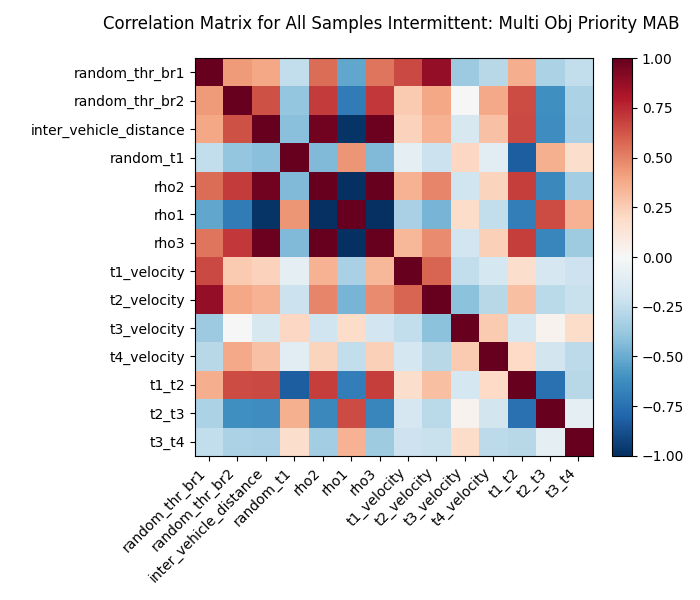 Correlation Matrix for All Samples Intermittent: Multi Obj Priority MAB
random_thr_br1
random_thr_br2
inter_vehicle_distance
random_t1
rho2
rho1
rho3
t1_velocity
t2_velocity
t3_velocity
t4_velocity
t1_t2
t2_t3
t3_t4
1.00
0.75
0.50
0.25
0.00
−0.25
−0.50
−0.75
−1.00
random_thr_br1
random_thr_br2
inter_vehicle_distance
random_t1
rho2
rho1
rho3
t1_velocity
t2_velocity
t3_velocity
t4_velocity
t1_t2
t2_t3
t3_t4